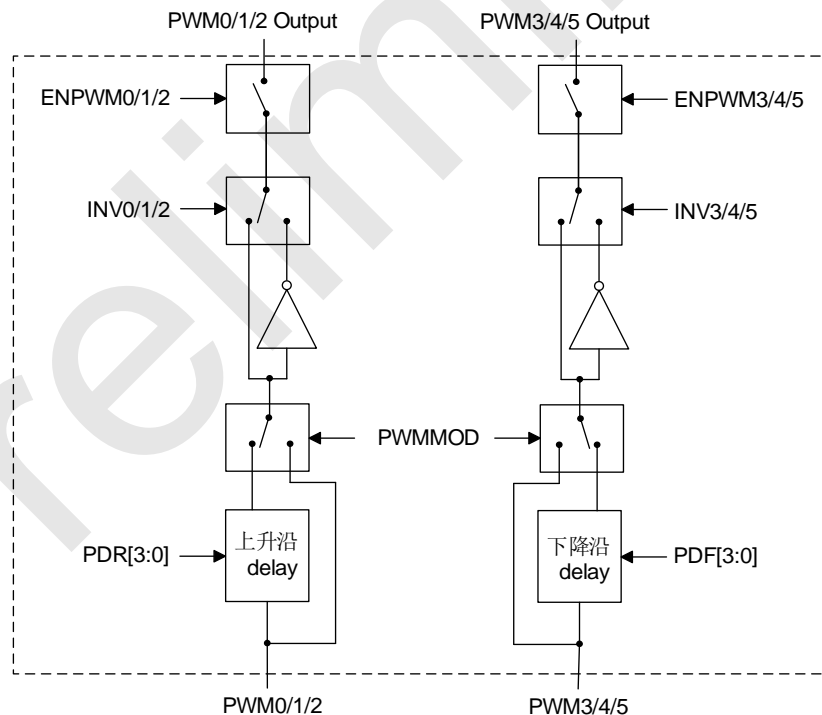 PWM0/1/2 Output PWM3/4/5 Output
ENPWM0/1/2 ENPWM3/4/5
INV0/1/2 INV3/4/5
PWMMOD
PDR[3:0] 上升沿 delay 下降沿 delay PDF[3:0]
PWM0/1/2 PWM3/4/5
relimi